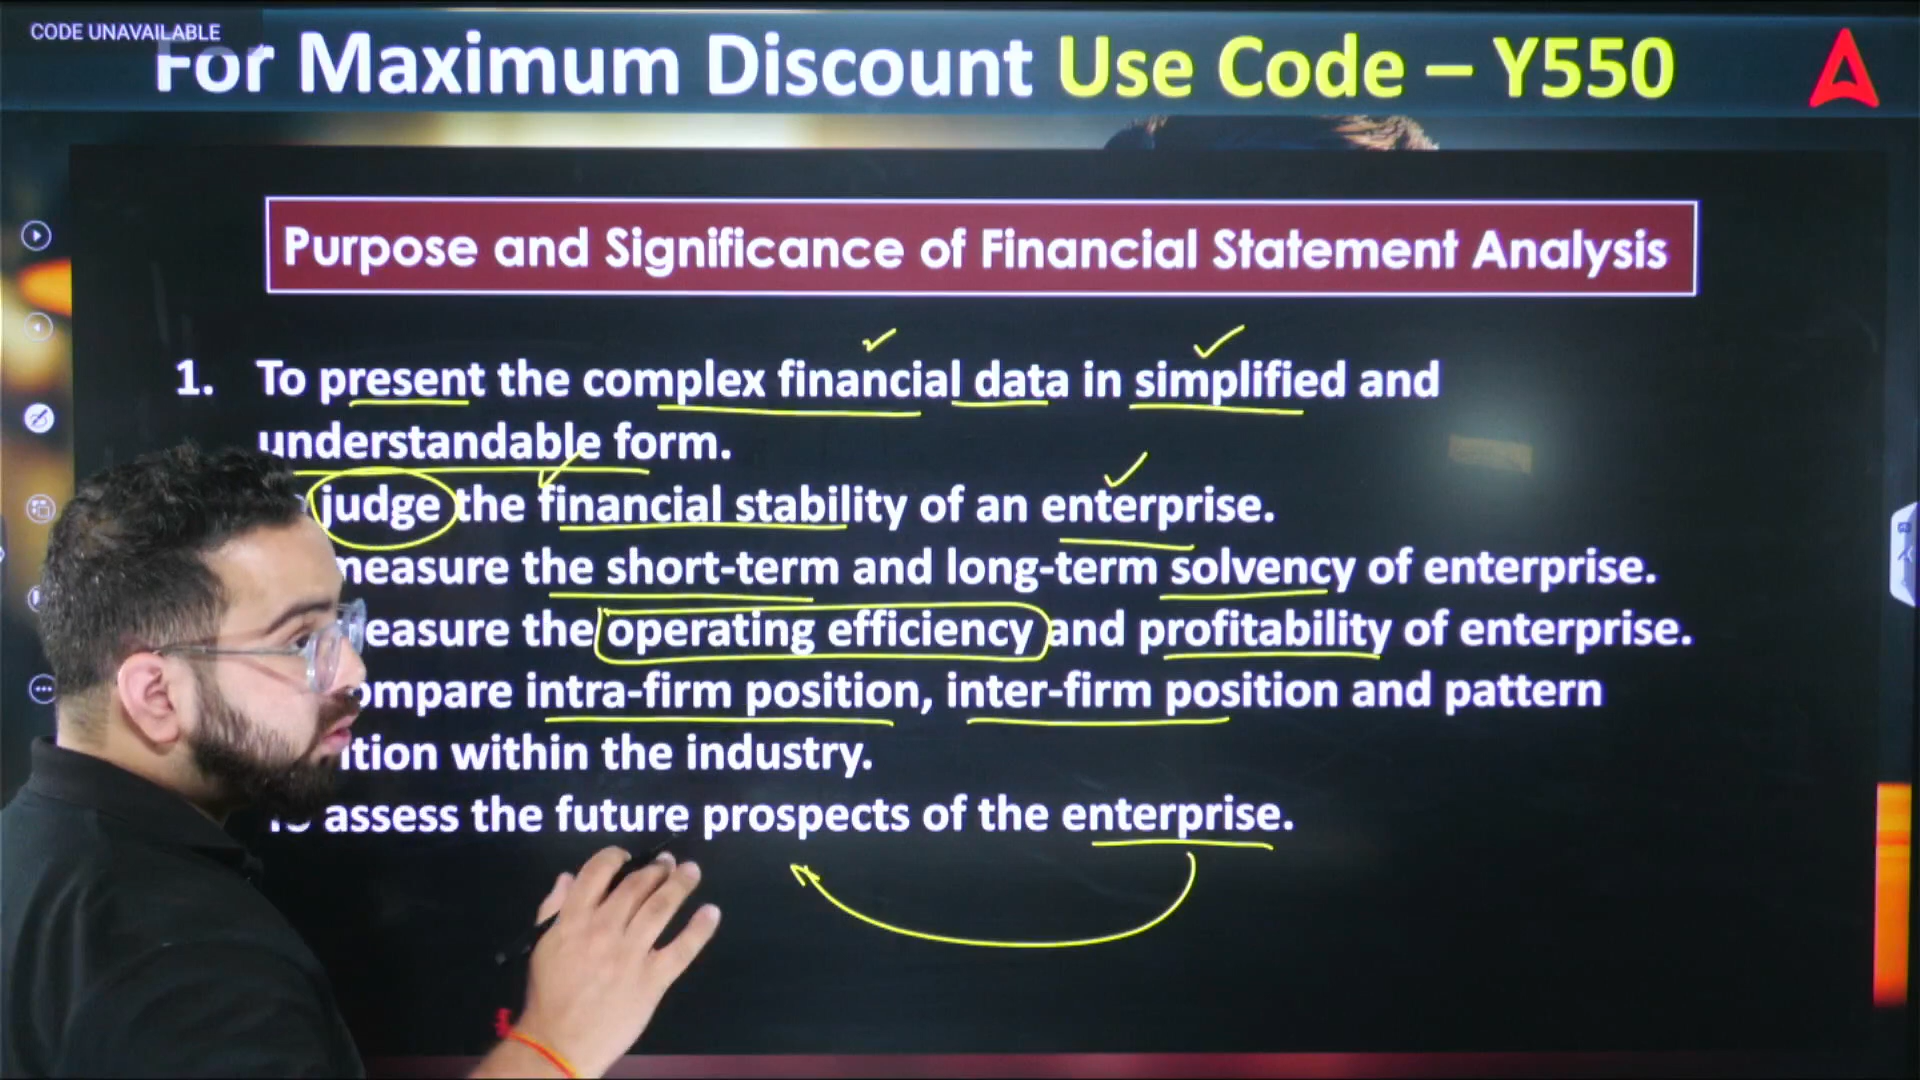 CODE UNAVAILABLE
For Maximum Discount Use Code – Y550
Purpose and Significance of Financial Statement Analysis
1. To present the complex financial data in simplified and
understandable form.
judge the financial stability of an enterprise.
measure the short-term and long-term solvency of enterprise.
easure the operating efficiency and profitability of enterprise.
ompare intra-firm position, inter-firm position and pattern
ition within the industry.
To assess the future prospects of the enterprise.